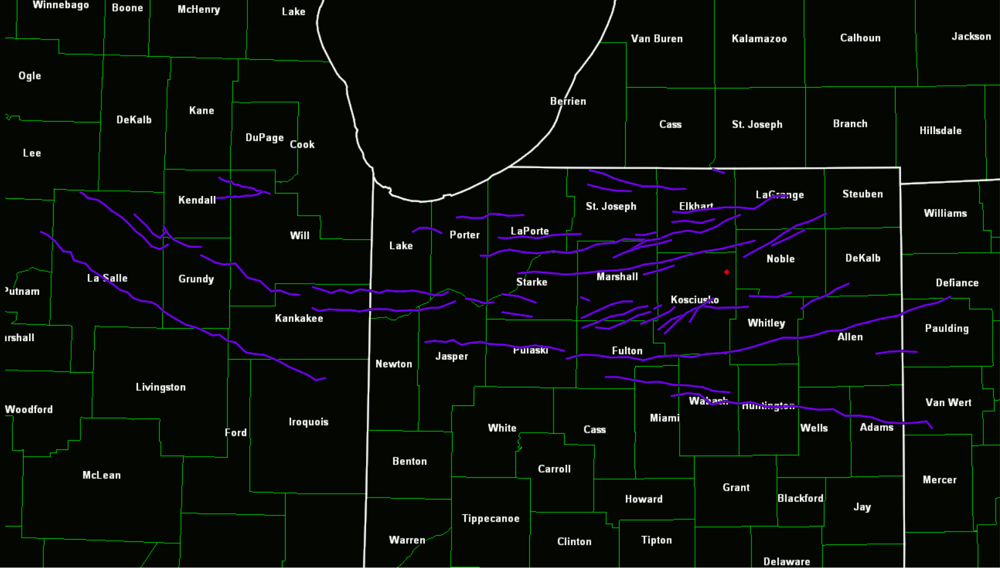 Winnebago
Boone
McHenry
Lake
Van Buren
Kalamazoo
Calhoun
Jackson
Ogle
Berrien
Kane
DeKalb
Cass
St. Joseph
Branch
Hillsdale
DuPage
Cook
Lee
Kendall
St. Joseph
Elkhart
LaGrange
Steuben
Williams
Will
Lake
Porter
LaPorte
La Salle
Grundy
Starke
Marshall
Noble
DeKalb
Defiance
Putnam
Kankakee
Kosciusko
Whitley
Paulding
arshall
Newton
Jasper
Pulaski
Fulton
Allen
Livingston
Woodford
Iroquois
Ford
White
Cass
Miami
Wabash
Huntington
Wells
Adams
Van Wert
McLean
Benton
Carroll
Grant
Mercer
Howard
Blackford
Jay
Tippecanoe
Warren
Clinton
Tipton
Delaware